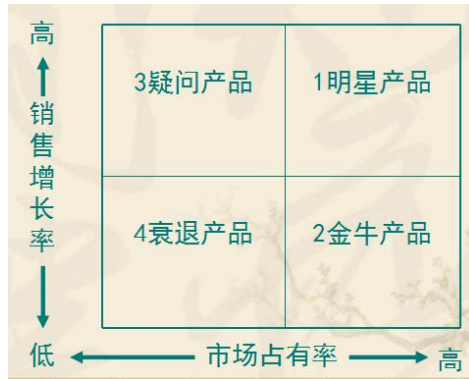 高
销售增长率
低
3疑问产品
1明星产品
4衰退产品
2金牛产品
市场占有率
高